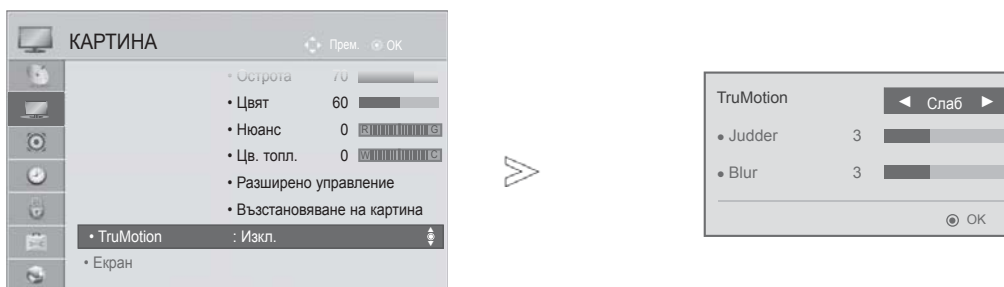 КАРТИНА
Прем. OK
• Острота 70
• Цвят 60
• Нюанс 0 R G
• Цв. топл. 0 W C
• Разширено управление
• Възстановяване на картина
• TruMotion : Изкл.
• Екран
TruMotion ◄ Слаб ►
• Judder 3
• Blur 3
OK